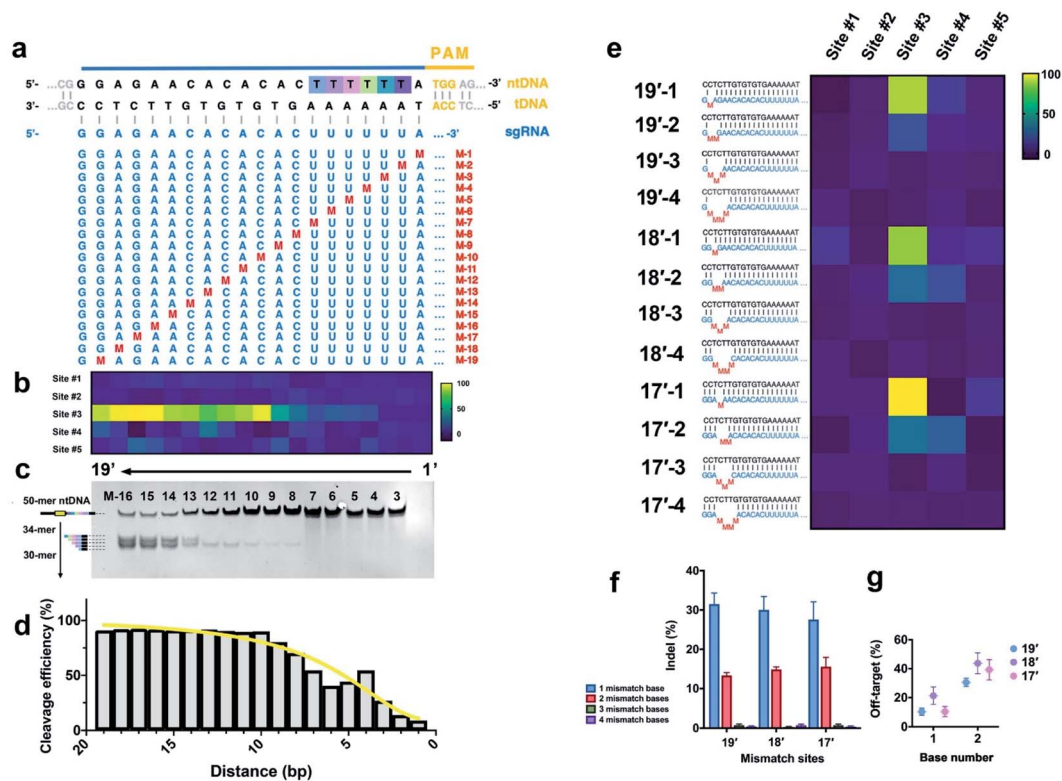 a
PAM
5'- ...CG G G A G A A C A C A C A C T T T T T T A TGG AG... -3' ntDNA
3'- ...GC C C T C T T G T G T G T G A A A A A A T ACC TC... -5' tDNA
5'- G G A G A A C A C A C A C U U U U U U A ... -3' sgRNA
G G A G A A C A C A C A C U U U U U U M ... M-1
G G A G A A C A C A C A C U U U U U M A ... M-2
G G A G A A C A C A C A C U U U U M U A ... M-3
G G A G A A C A C A C A C U U U M U U A ... M-4
G G A G A A C A C A C A C U U M U U U A ... M-5
G G A G A A C A C A C A C U M U U U U A ... M-6
G G A G A A C A C A C A C M U U U U U A ... M-7
G G A G A A C A C A C A M U U U U U U A ... M-8
G G A G A A C A C A C M C U U U U U U A ... M-9
G G A G A A C A C A M A C U U U U U U A ... M-10
G G A G A A C A C M C A C U U U U U U A ... M-11
G G A G A A C A M A C A C U U U U U U A ... M-12
G G A G A A C M C A C A C U U U U U U A ... M-13
G G A G A A M A C A C A C U U U U U U A ... M-14
G G A G A M C A C A C A C U U U U U U A ... M-15
G G A G M A C A C A C A C U U U U U U A ... M-16
G G A M A A C A C A C A C U U U U U U A ... M-17
G G M G A A C A C A C A C U U U U U U A ... M-18
G M A G A A C A C A C A C U U U U U U A ... M-19
b
Site #1
Site #2
Site #3
Site #4
Site #5
100
50
0
c
19' 1'
M-16 15 14 13 12 11 10 9 8 7 6 5 4 3
50-mer ntDNA
34-mer
30-mer
d
Cleavage efficiency (%)
100
50
0
20 15 10 5 0
Distance (bp)
e
Site #1 Site #2 Site #3 Site #4 Site #5
19'-1
19'-2
19'-3
19'-4
18'-1
18'-2
18'-3
18'-4
17'-1
17'-2
17'-3
17'-4
100
50
0
f
Indel (%)
40
30
20
10
0
1 mismatch base
2 mismatch bases
3 mismatch bases
4 mismatch bases
19' 18' 17'
Mismatch sites
g
Off-target (%)
60
40
20
0
1 2
Base number
19'
18'
17'